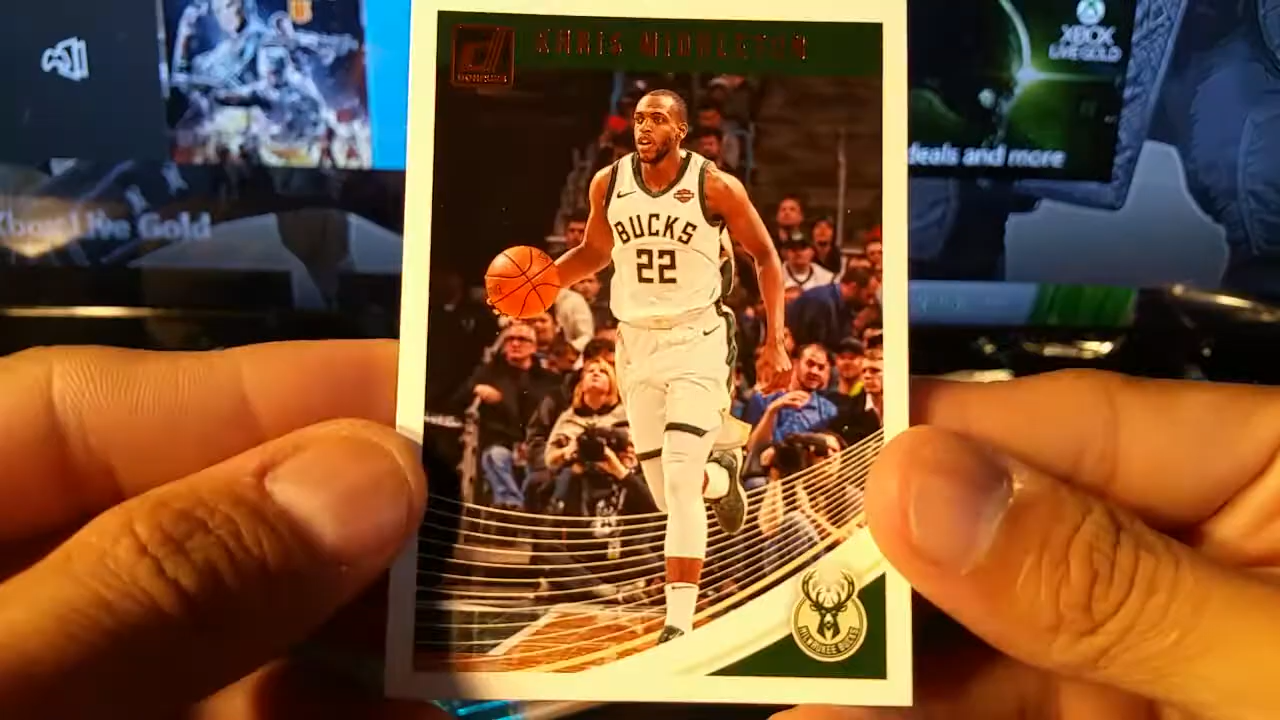 KHRIS MIDDLETON
DONRUSS
XBOX
LIVE GOLD
deals and more
Xbox Live Gold
BUCKS
22
MILWAUKEE BUCKS